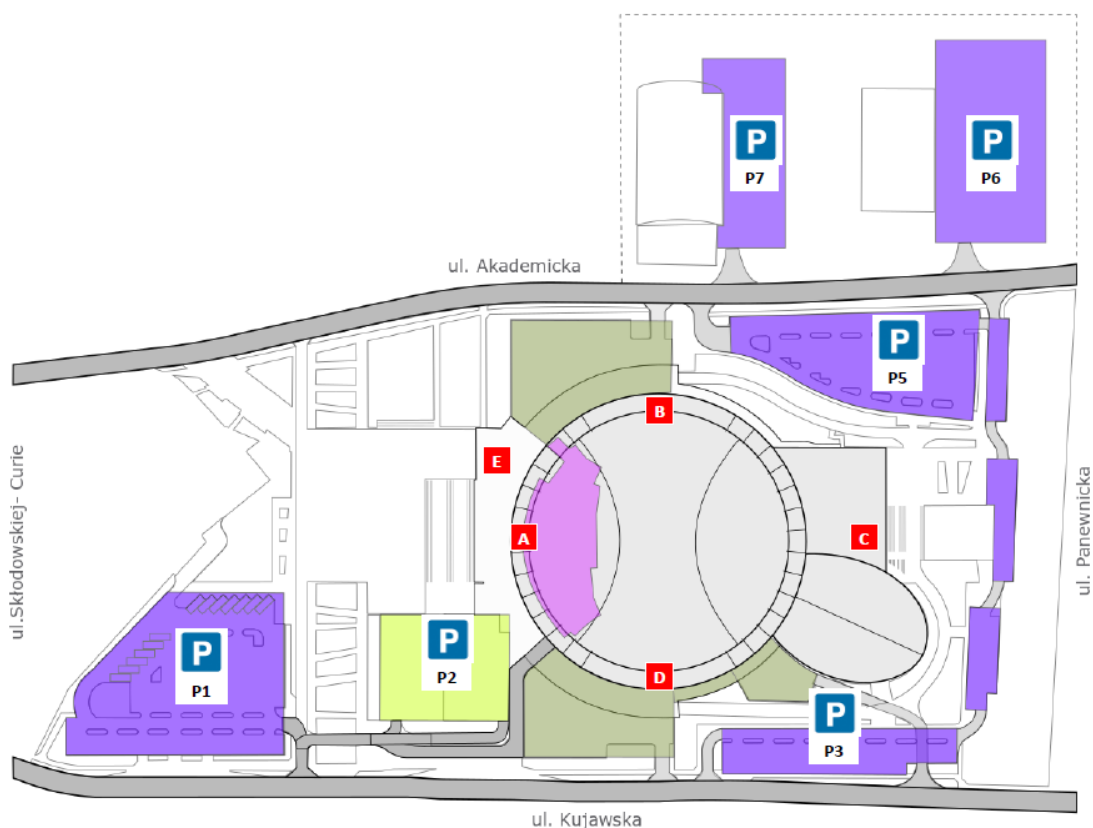 P
P7
P
P6
ul. Akademicka
P
P5
B
E
A
C
ul.Skłodowskiej- Curie
ul. Panewnicka
P
P1
P
P2
D
P
P3
ul. Kujawska